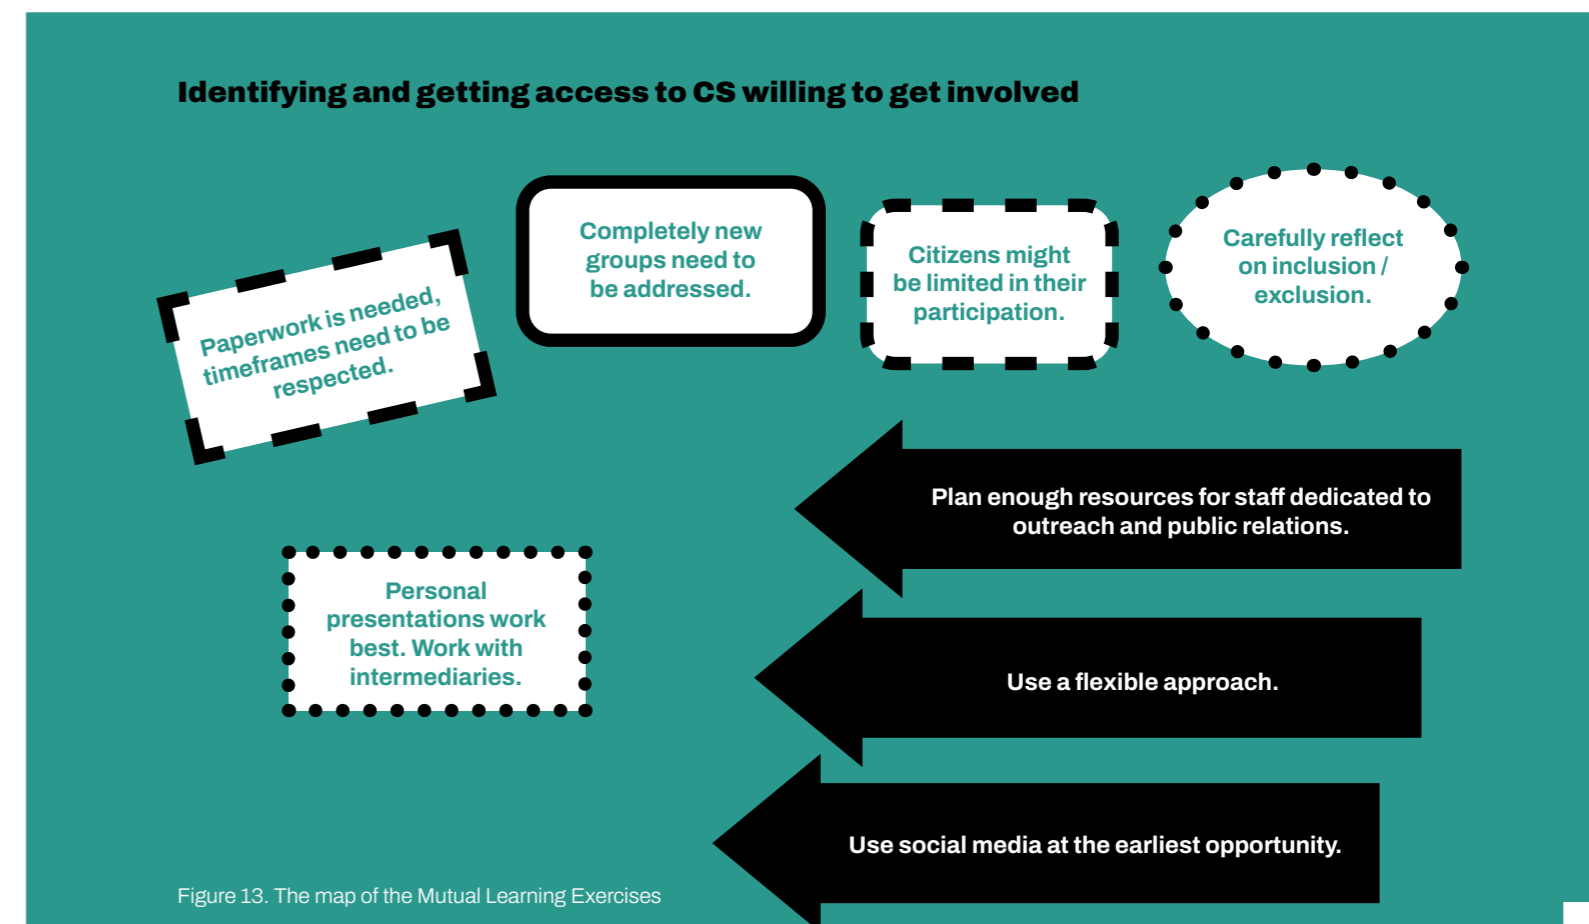 Identifying and getting access to CS willing to get involved
Paperwork is needed,
timeframes need to be
respected.
Completely new
groups need to
be addressed.
Citizens might
be limited in their
participation.
Carefully reflect
on inclusion /
exclusion.
Plan enough resources for staff dedicated to
outreach and public relations.
Personal
presentations work
best. Work with
intermediaries.
Use a flexible approach.
Use social media at the earliest opportunity.
Figure 13. The map of the Mutual Learning Exercises